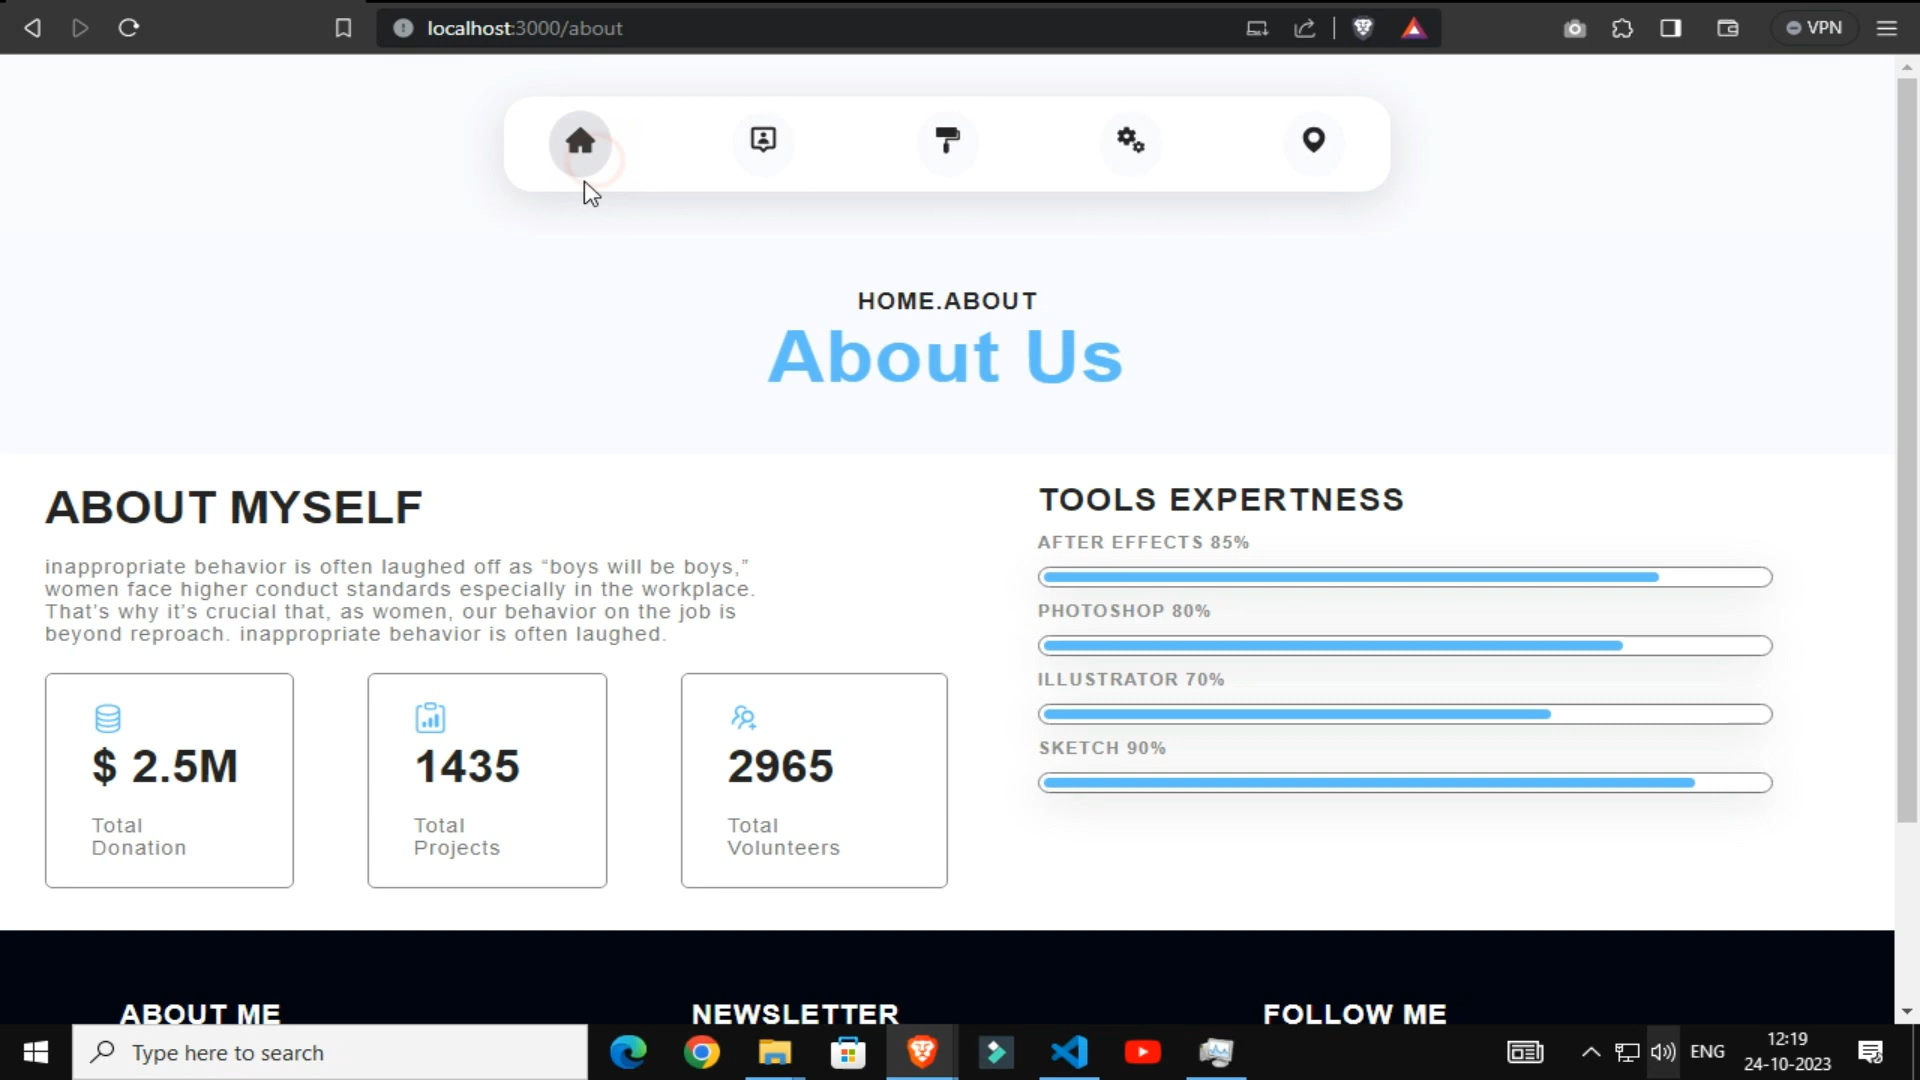 localhost:3000/about
VPN
HOME.ABOUT
About Us
ABOUT MYSELF
inappropriate behavior is often laughed off as “boys will be boys,”
women face higher conduct standards especially in the workplace.
That’s why it’s crucial that, as women, our behavior on the job is
beyond reproach. inappropriate behavior is often laughed.
$ 2.5M
Total
Donation
1435
Total
Projects
2965
Total
Volunteers
TOOLS EXPERTNESS
AFTER EFFECTS 85%
PHOTOSHOP 80%
ILLUSTRATOR 70%
SKETCH 90%
ABOUT ME
NEWSLETTER
FOLLOW ME
Type here to search
ENG
12:19
24-10-2023